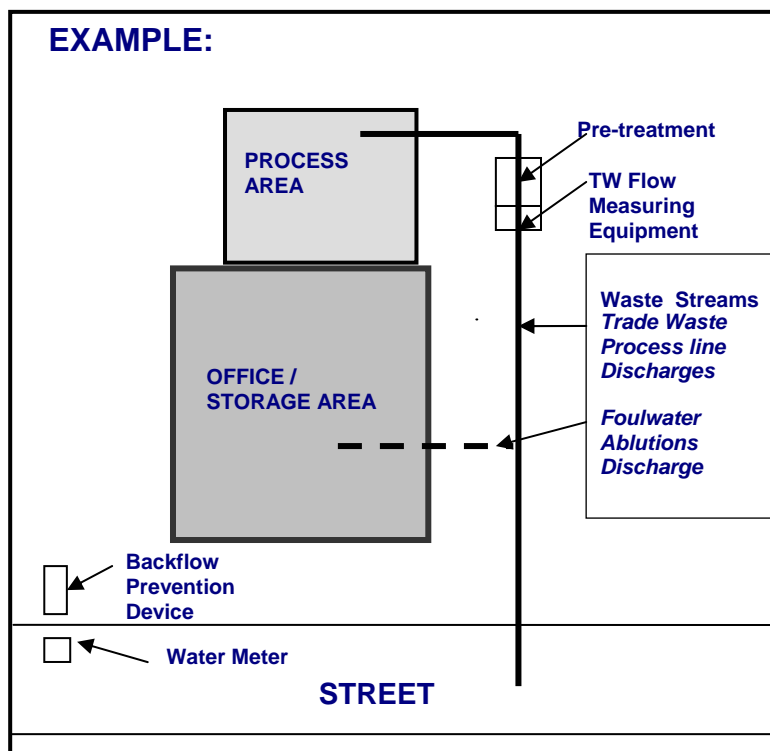 EXAMPLE:
PROCESS
AREA
Pre-treatment
TW Flow
Measuring
Equipment
Waste Streams
Trade Waste
Process line
Discharges
Foulwater
Ablutions
Discharge
OFFICE /
STORAGE AREA
Backflow
Prevention
Device
Water Meter
STREET